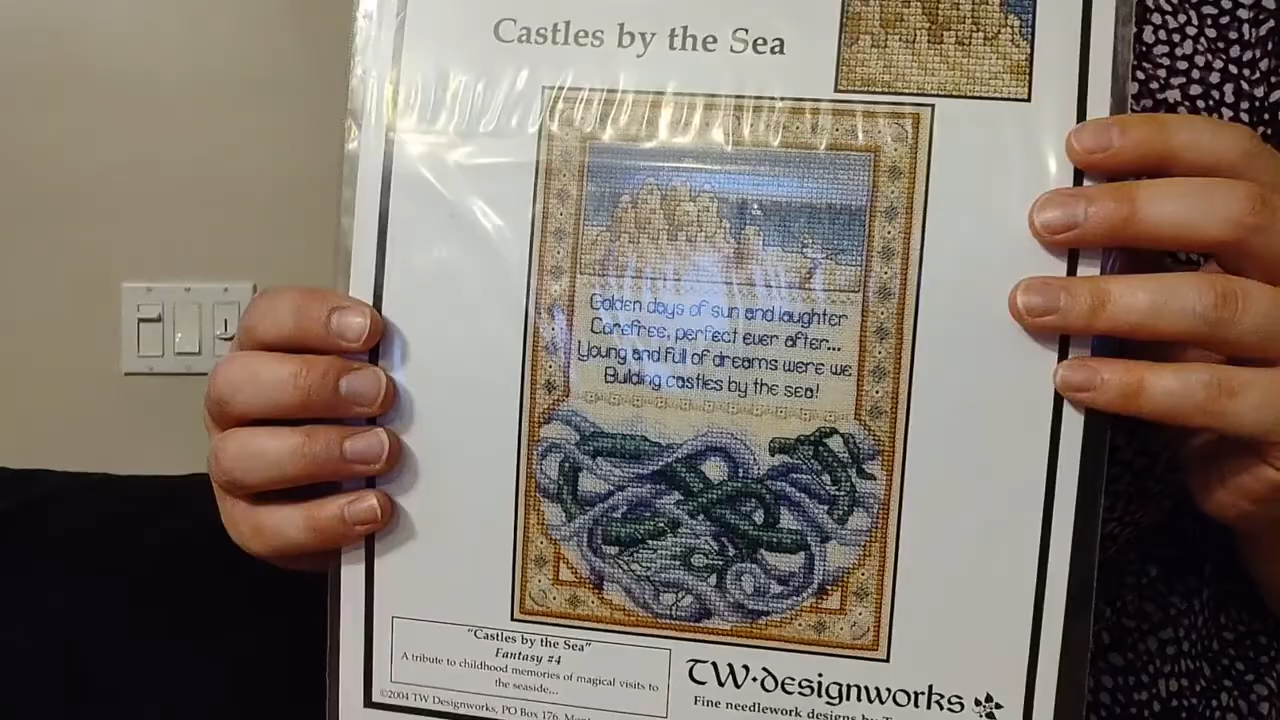 Castles by the Sea
Golden days of sun and laughter
Carefree, perfect ever after...
Young and full of dreams were we
Building castles by the sea!
"Castles by the Sea"
Fantasy #4
A tribute to childhood memories of magical visits to
the seaside...
©2004 TW Designworks, PO Box 176,
TW•designworks
Fine needlework designs by